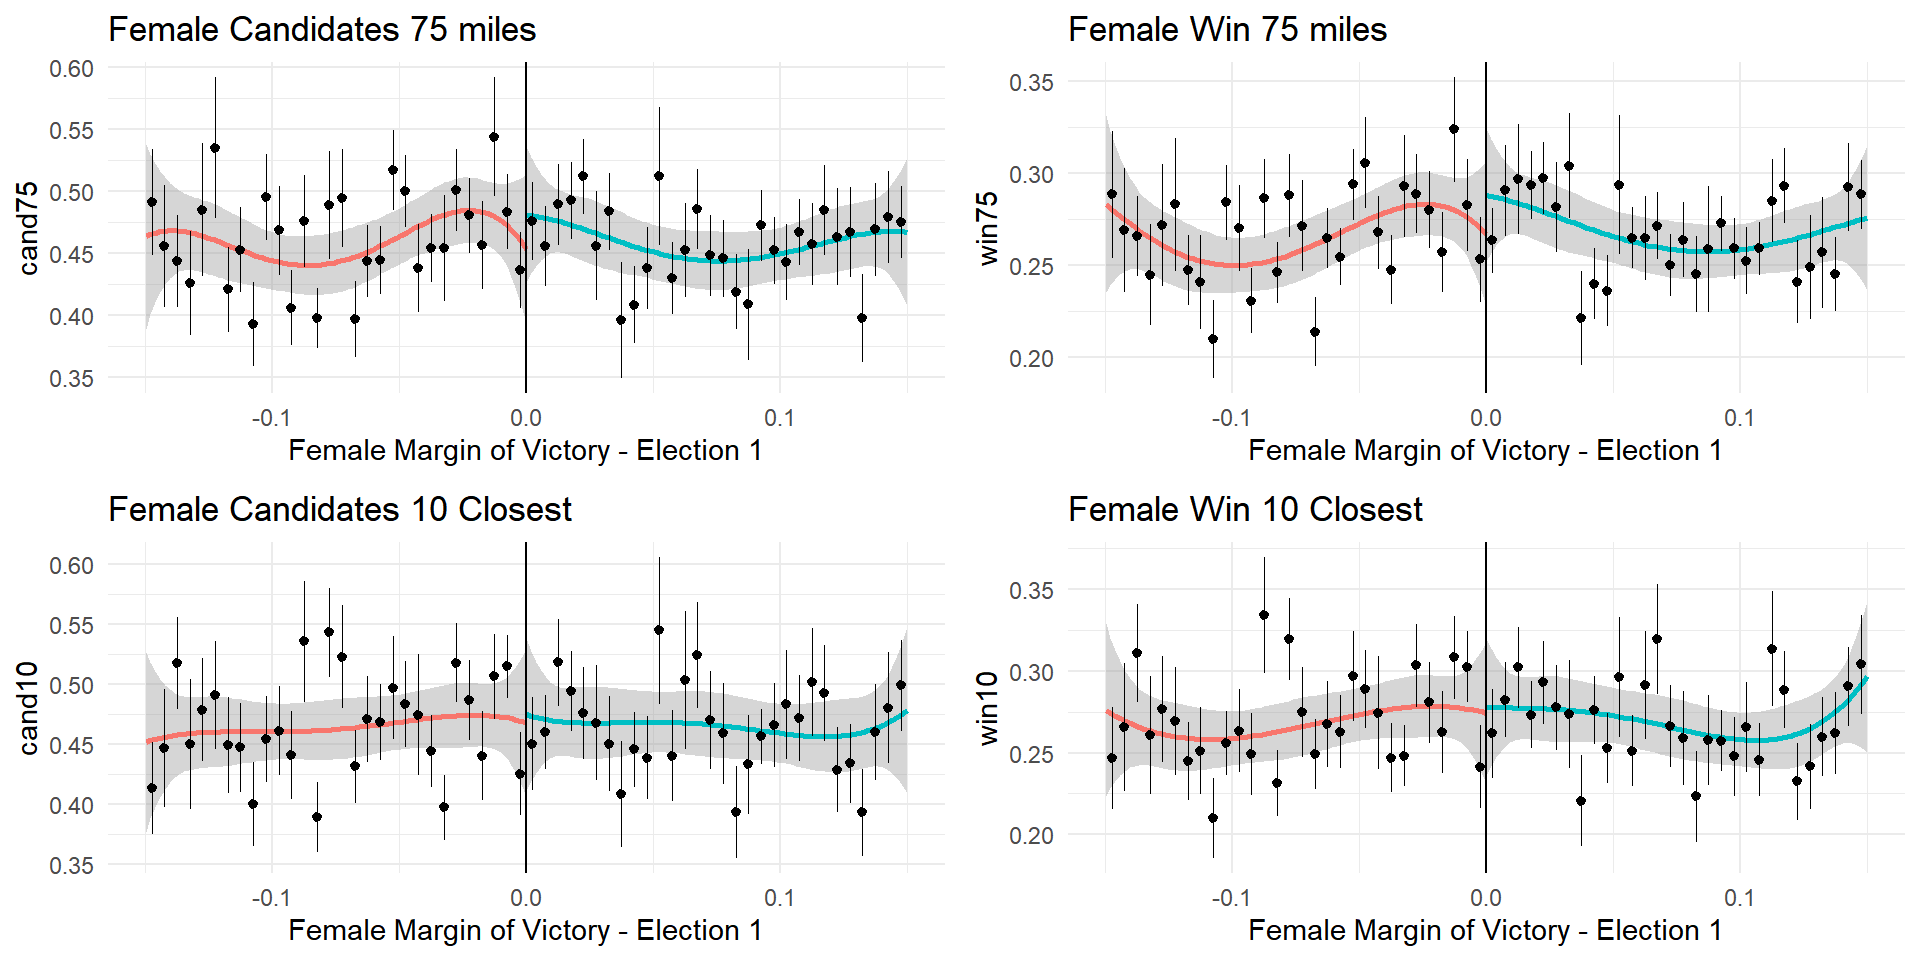 Female Candidates 75 miles
0.60
0.55
0.50
0.45
0.40
0.35
cand75
-0.1 0.0 0.1
Female Margin of Victory - Election 1
Female Win 75 miles
0.35
0.30
0.25
0.20
win75
-0.1 0.0 0.1
Female Margin of Victory - Election 1
Female Candidates 10 Closest
0.60
0.55
0.50
0.45
0.40
0.35
cand10
-0.1 0.0 0.1
Female Margin of Victory - Election 1
Female Win 10 Closest
0.35
0.30
0.25
0.20
win10
-0.1 0.0 0.1
Female Margin of Victory - Election 1